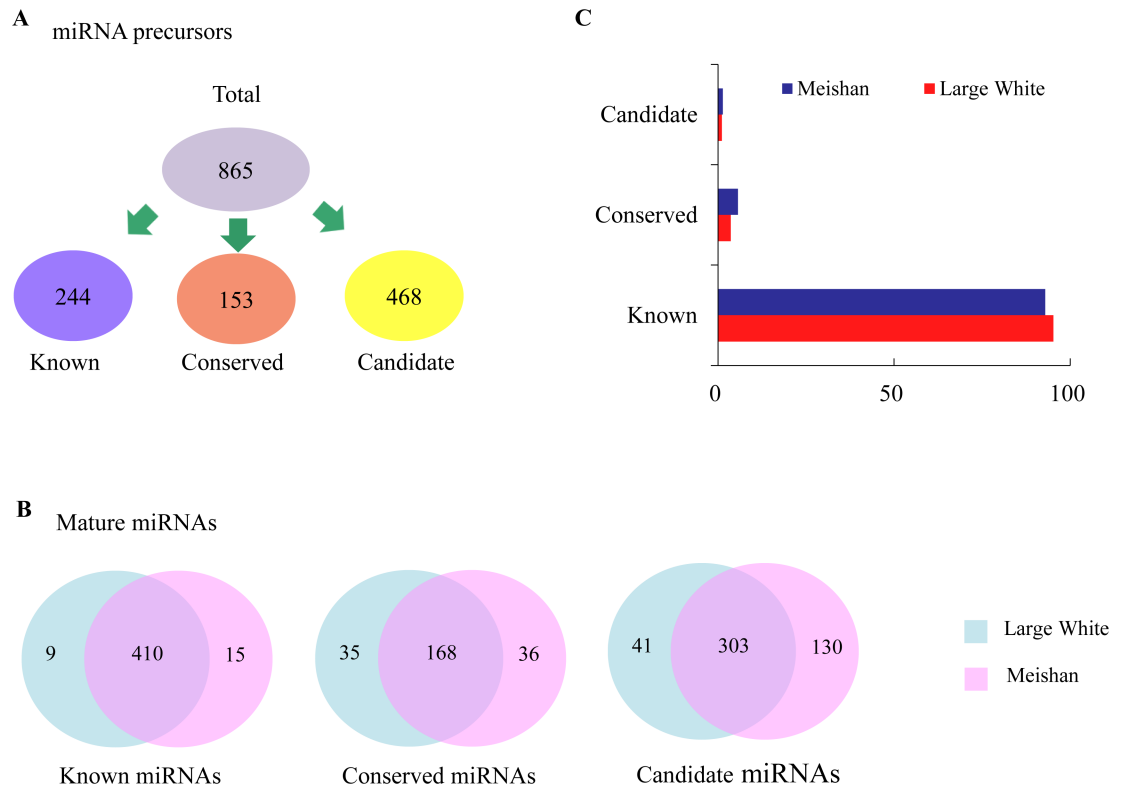 A
miRNA precursors
Total
865
244
153
468
Known
Conserved
Candidate
C
Meishan
Large White
Candidate
Conserved
Known
0
50
100
B
Mature miRNAs
9
410
15
35
168
36
41
303
130
Known miRNAs
Conserved miRNAs
Candidate miRNAs
Large White
Meishan